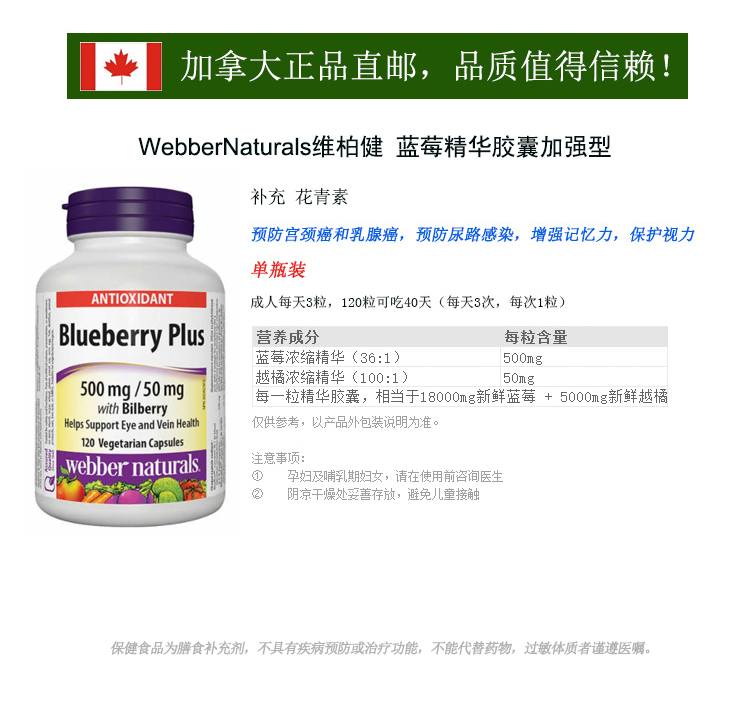 加拿大正品直邮，品质值得信赖！
WebberNaturals维柏健 蓝莓精华胶囊加强型
补充 花青素
预防宫颈癌和乳腺癌，预防尿路感染，增强记忆力，保护视力
单瓶装
成人每天3粒，120粒可吃40天（每天3次，每次1粒）
营养成分 每粒含量
蓝莓浓缩精华（36:1） 500mg
越橘浓缩精华（100:1） 50mg
每一粒精华胶囊，相当于18000mg新鲜蓝莓 + 5000mg新鲜越橘
仅供参考，以产品外包装说明为准。
注意事项：
① 孕妇及哺乳期妇女，请在使用前咨询医生
② 阴凉干燥处妥善存放，避免儿童接触
ANTIOXIDANT
Blueberry Plus
500 mg / 50 mg
with Bilberry
Helps Support Eye and Vein Health
120 Vegetarian Capsules
webber naturals.
保健食品为膳食补充剂，不具有疾病预防或治疗功能，不能代替药物，过敏体质者谨遵医嘱。